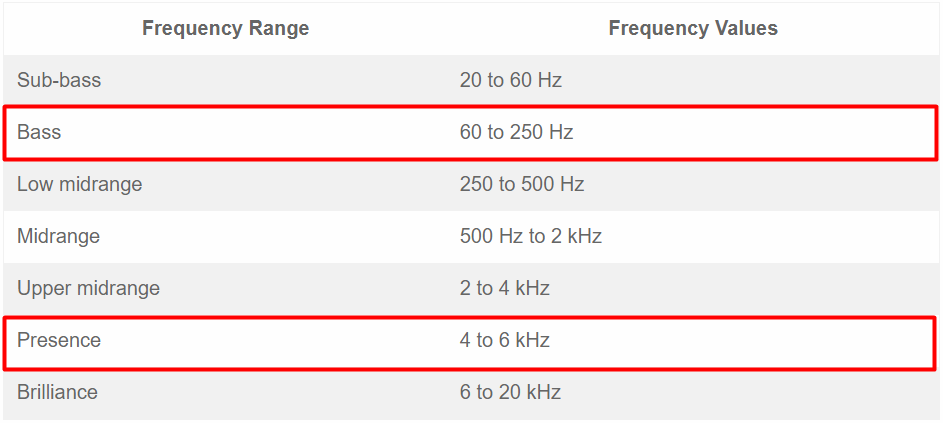 Frequency Range Frequency Values
Sub-bass 20 to 60 Hz
Bass 60 to 250 Hz
Low midrange 250 to 500 Hz
Midrange 500 Hz to 2 kHz
Upper midrange 2 to 4 kHz
Presence 4 to 6 kHz
Brilliance 6 to 20 kHz